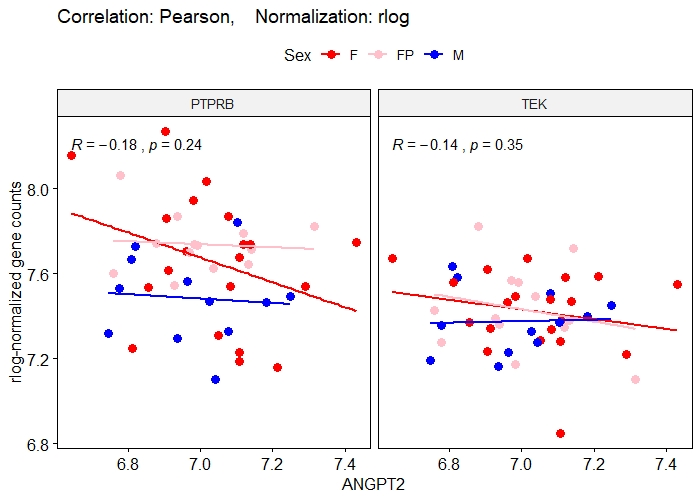 Correlation: Pearson,    Normalization: rlog
Sex F FP M
PTPRB TEK
R = −0.18 , p = 0.24 R = −0.14 , p = 0.35
rlog-normalized gene counts
8.0
7.6
7.2
6.8
6.8 7.0 7.2 7.4 6.8 7.0 7.2 7.4
ANGPT2